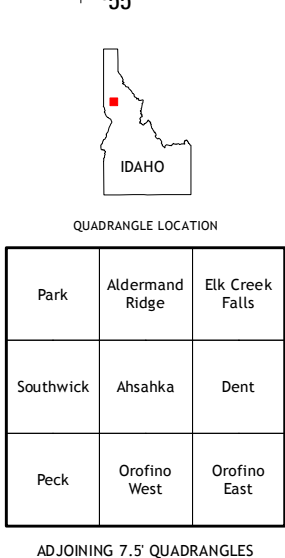 '55
IDAHO
QUADRANGLE LOCATION
Park
Aldermand
Ridge
Elk Creek
Falls
Southwick
Ahsahka
Dent
Peck
Orofino
West
Orofino
East
ADJOINING 7.5' QUADRANGLES